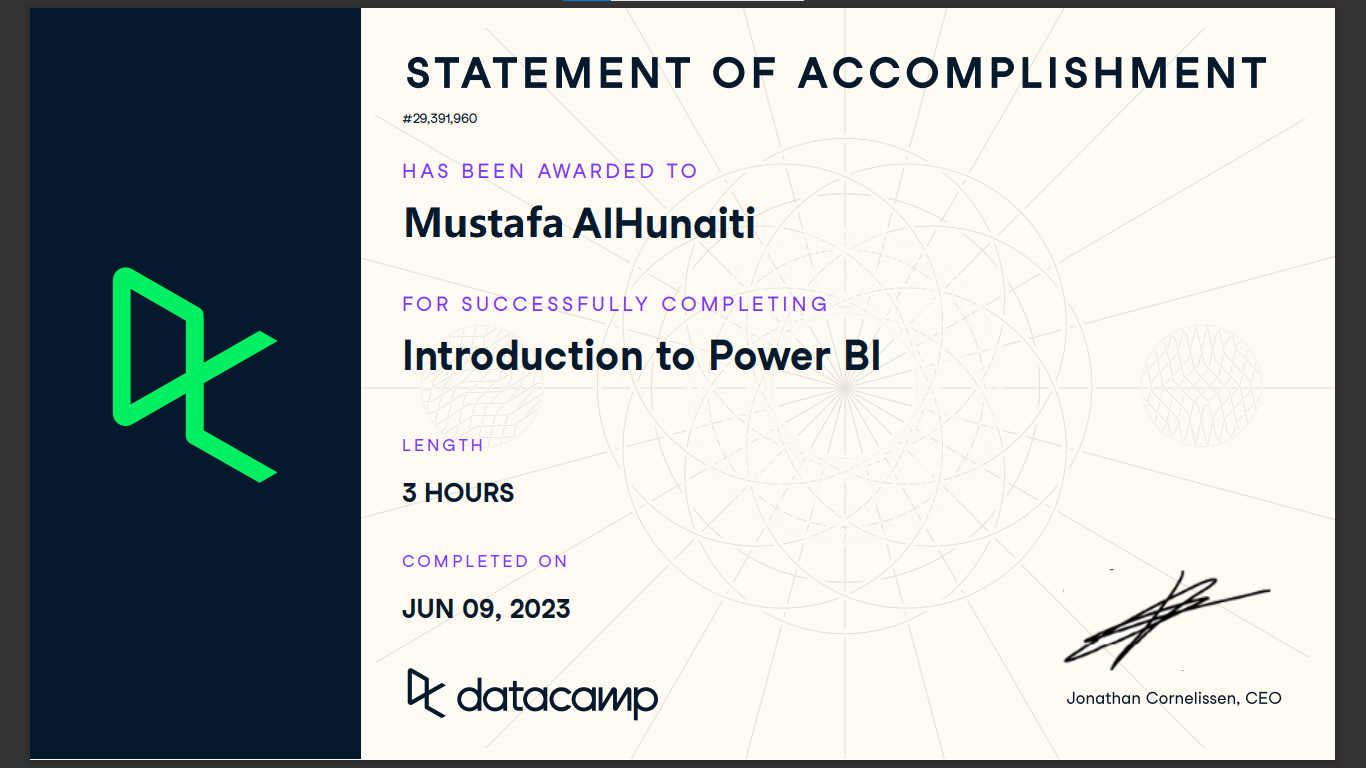 STATEMENT OF ACCOMPLISHMENT
#29,391,960
HAS BEEN AWARDED TO
Mustafa AlHunaiti
FOR SUCCESSFULLY COMPLETING
Introduction to Power BI
LENGTH
3 HOURS
COMPLETED ON
JUN 09, 2023
datacamp
Jonathan Cornelissen, CEO